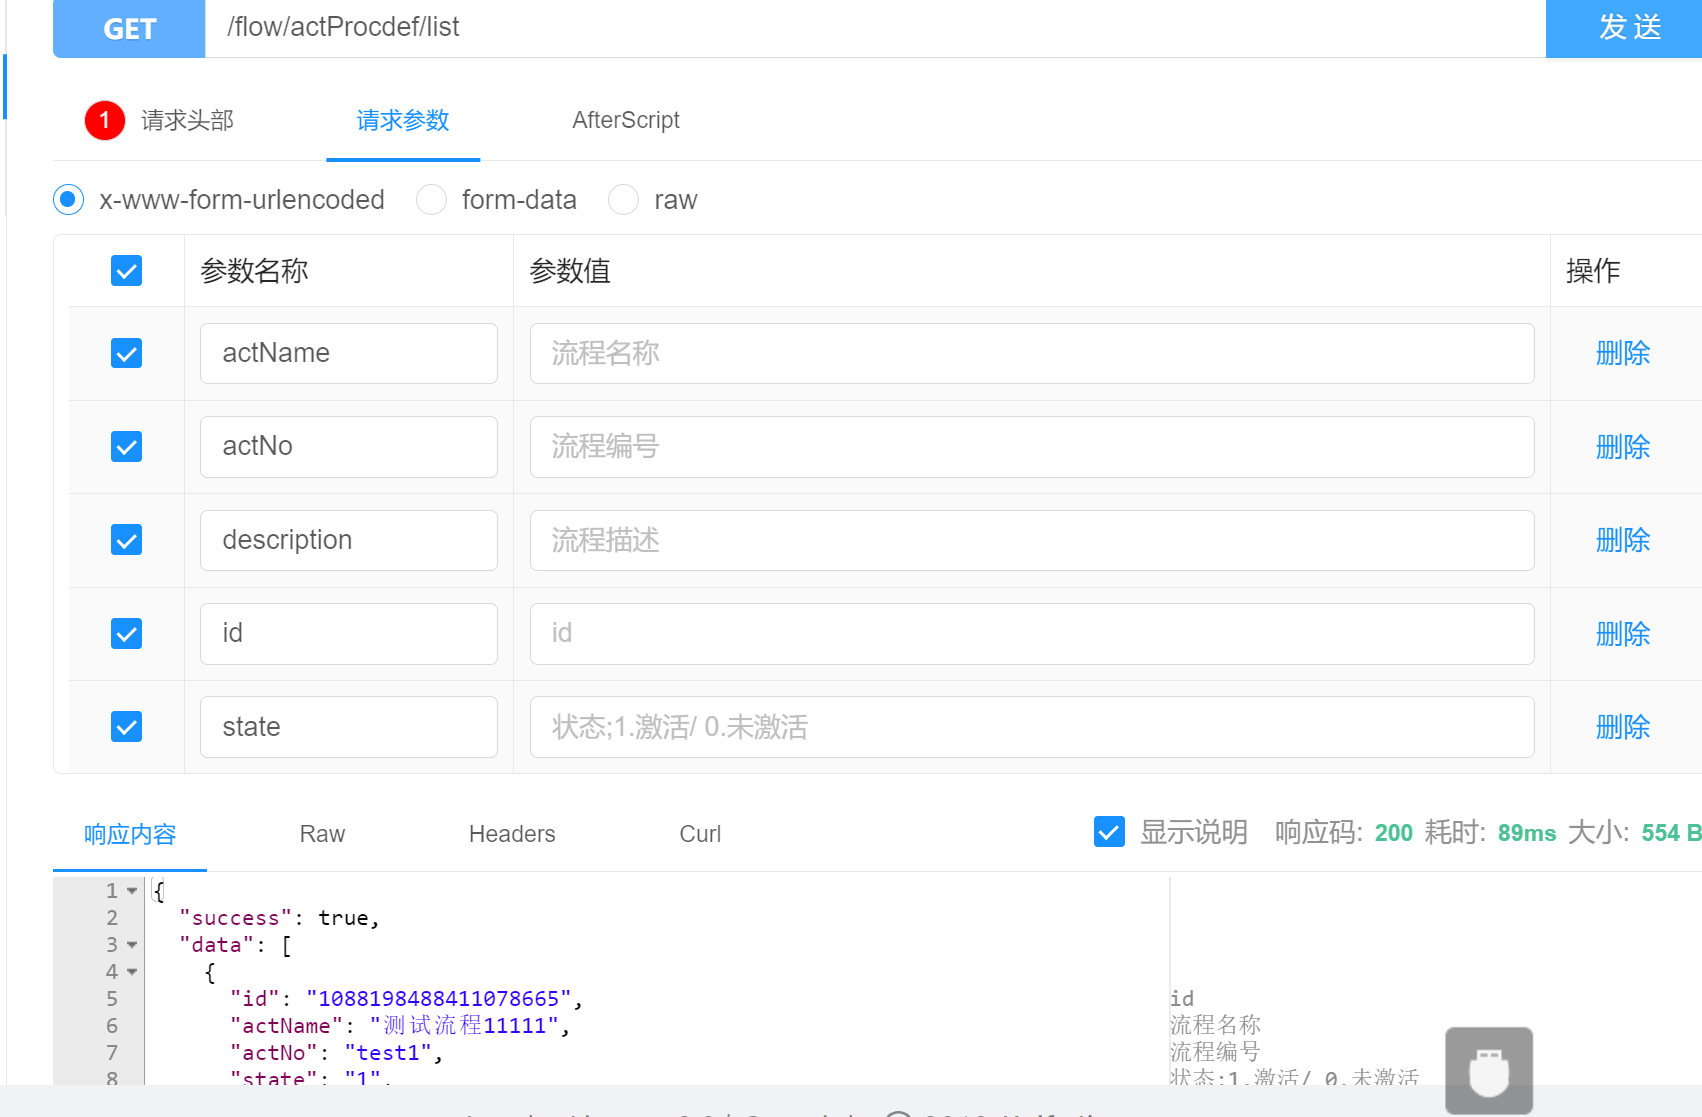 GET /flow/actProcdef/list 发 送
1 请求头部 请求参数 AfterScript
x-www-form-urlencoded form-data raw
参数名称 参数值 操作
actName 流程名称 删除
actNo 流程编号 删除
description 流程描述 删除
id id 删除
state 状态;1.激活/ 0.未激活 删除
响应内容 Raw Headers Curl 显示说明 响应码: 200 耗时: 89ms 大小: 554 B
1 {
2 "success": true,
3 "data": [
4 {
5 "id": "1088198488411078665", id
6 "actName": "测试流程11111", 流程名称
7 "actNo": "test1", 流程编号
8 "state": "1", 状态;1.激活/ 0.未激活